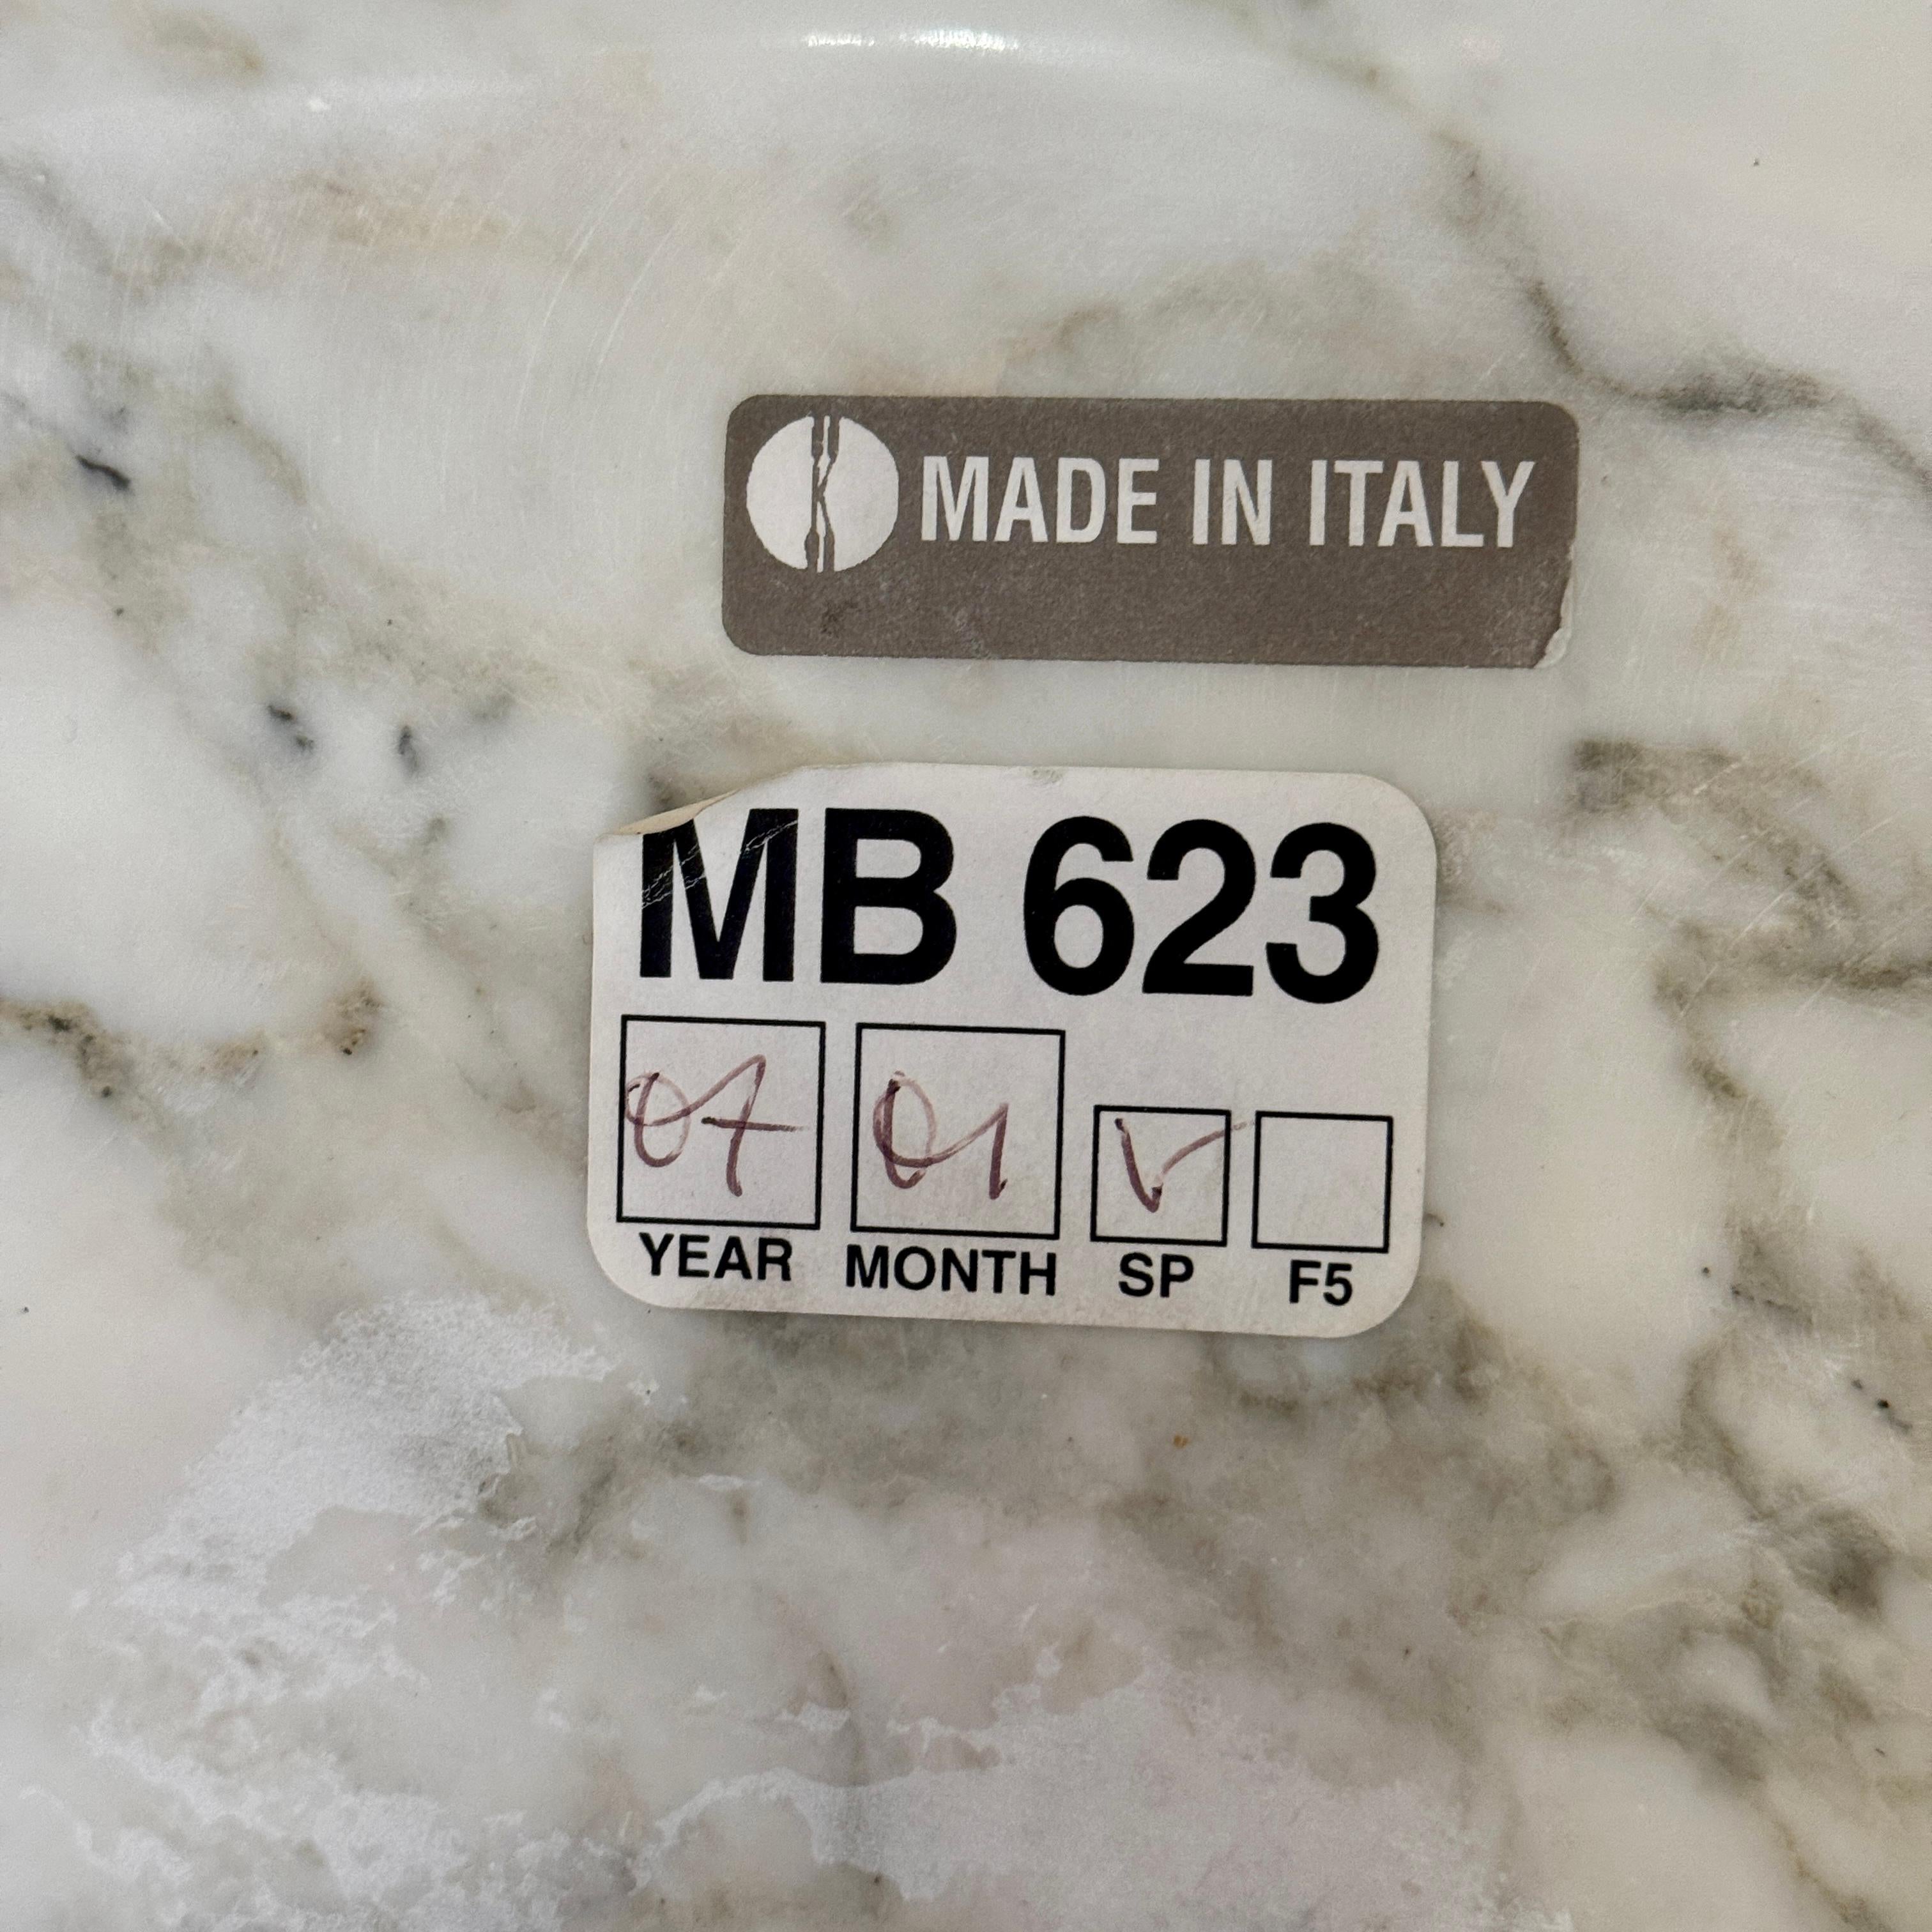 MADE IN ITALY
MB 623
07 01
YEAR MONTH SP F5